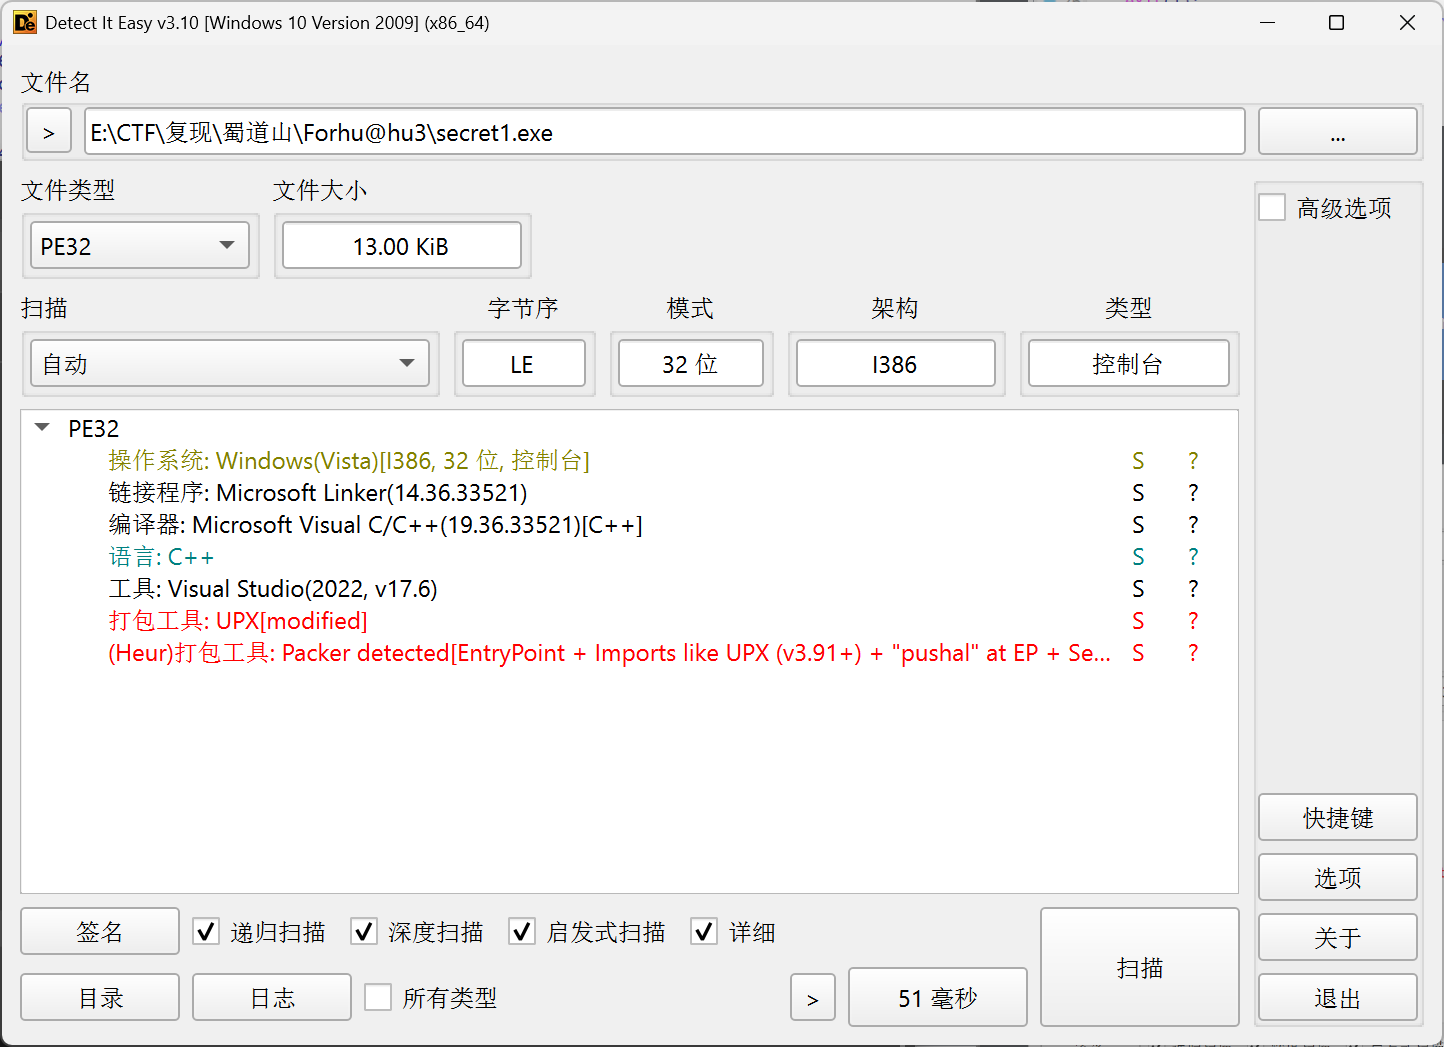 Detect It Easy v3.10 [Windows 10 Version 2009] (x86_64)
文件名
> E:\CTF\复现\蜀道山\Forhu@hu3\secret1.exe ...
文件类型 文件大小
高级选项
PE32 13.00 KiB
扫描 字节序 模式 架构 类型
自动 LE 32 位 I386 控制台
PE32
操作系统: Windows(Vista)[I386, 32 位, 控制台] S ?
链接程序: Microsoft Linker(14.36.33521) S ?
编译器: Microsoft Visual C/C++(19.36.33521)[C++] S ?
语言: C++ S ?
工具: Visual Studio(2022, v17.6) S ?
打包工具: UPX[modified] S ?
(Heur)打包工具: Packer detected[EntryPoint + Imports like UPX (v3.91+) + "pushal" at EP + Se... S ?
快捷键
选项
签名 递归扫描 深度扫描 启发式扫描 详细
关于
扫描
目录 日志 所有类型 > 51 毫秒
退出